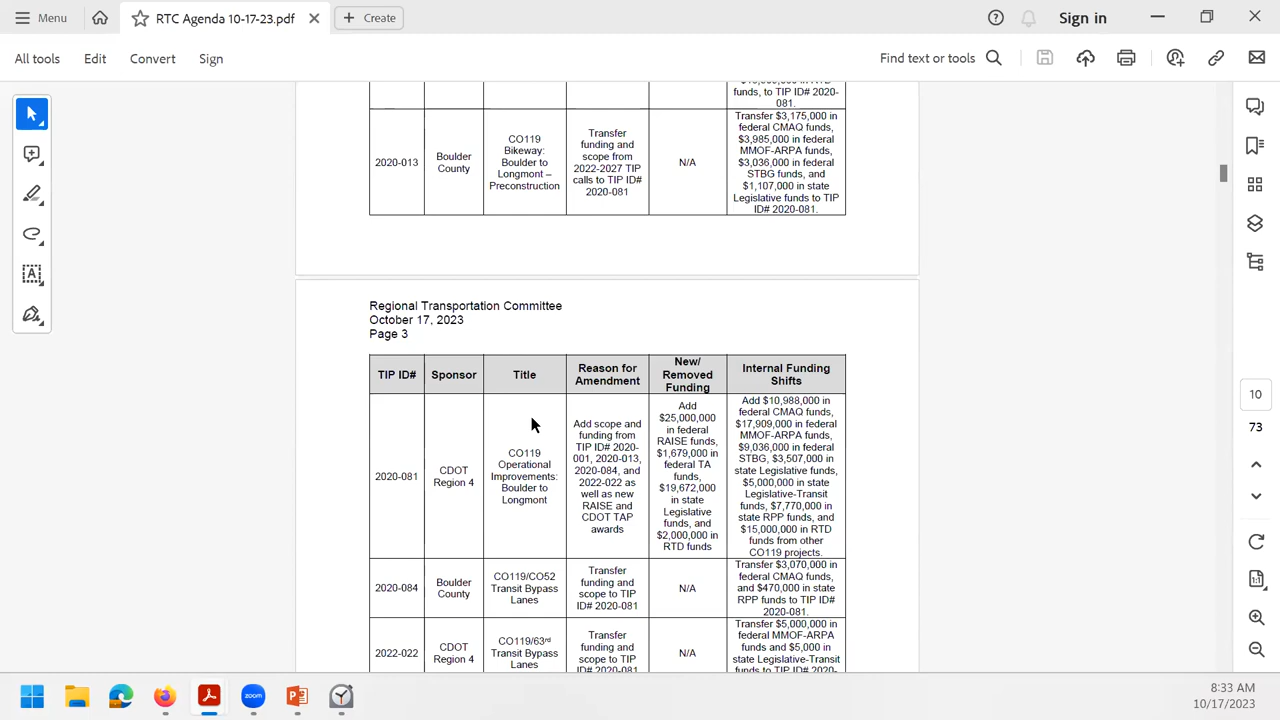 Menu
RTC Agenda 10-17-23.pdf
Create
Sign in
All tools
Edit
Convert
Sign
Find text or tools
funds, to TIP ID# 2020-
081.
2020-013
Boulder
County
CO119
Bikeway:
Boulder to
Longmont –
Preconstruction
Transfer
funding and
scope from
2022-2027 TIP
calls to TIP ID#
2020-081
N/A
Transfer $3,175,000 in
federal CMAQ funds,
$3,985,000 in federal
MMOF-ARPA funds,
$3,036,000 in federal
STBG funds, and
$1,107,000 in state
Legislative funds to TIP
ID# 2020-081.
Regional Transportation Committee
October 17, 2023
Page 3
TIP ID#
Sponsor
Title
Reason for
Amendment
New/
Removed
Funding
Internal Funding
Shifts
2020-081
CDOT
Region 4
CO119
Operational
Improvements:
Boulder to
Longmont
Add scope and
funding from
TIP ID# 2020-
001, 2020-013,
2020-084, and
2022-022 as
well as new
RAISE and
CDOT TAP
awards
Add
$25,000,000
in federal
RAISE funds,
$1,679,000 in
federal TA
funds,
$19,672,000
in state
Legislative
funds, and
$2,000,000 in
RTD funds
Add $10,988,000 in
federal CMAQ funds,
$17,909,000 in federal
MMOF-ARPA funds,
$9,036,000 in federal
STBG, $3,507,000 in
state Legislative funds,
$5,000,000 in state
Legislative-Transit
funds, $7,770,000 in
state RPP funds, and
$15,000,000 in RTD
funds from other
CO119 projects.
2020-084
Boulder
County
CO119/CO52
Transit Bypass
Lanes
Transfer
funding and
scope to TIP
ID# 2020-081
N/A
Transfer $3,070,000 in
federal CMAQ funds,
and $470,000 in state
RPP funds to TIP ID#
2020-081.
2022-022
CDOT
Region 4
CO119/63rd
Transit Bypass
Lanes
Transfer
funding and
scope to TIP
ID# 2020-081
N/A
Transfer $5,000,000 in
federal MMOF-ARPA
funds and $5,000 in
state Legislative-Transit
funds to TIP ID# 2020-
10
73
8:33 AM
10/17/2023